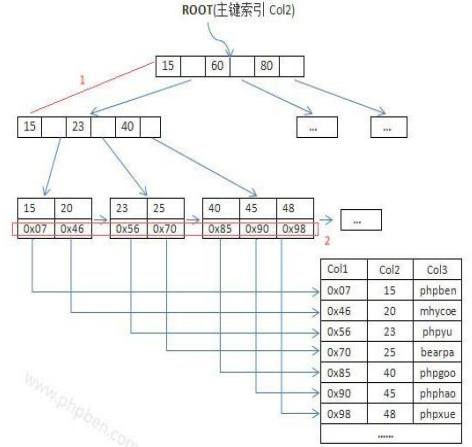 ROOT(主键索引 Col2)
1
15 60 80
15 23 40
... ...
15 20 23 25 40 45 48
0x07 0x46 0x56 0x70 0x85 0x90 0x98
...
2
Col1 Col2 Col3
0x07 15 phpben
0x46 20 mhycoe
0x56 23 phpyu
0x70 25 bearpa
0x85 40 phpgoo
0x90 45 phphao
0x98 48 phpxue
......
www.phpben.com